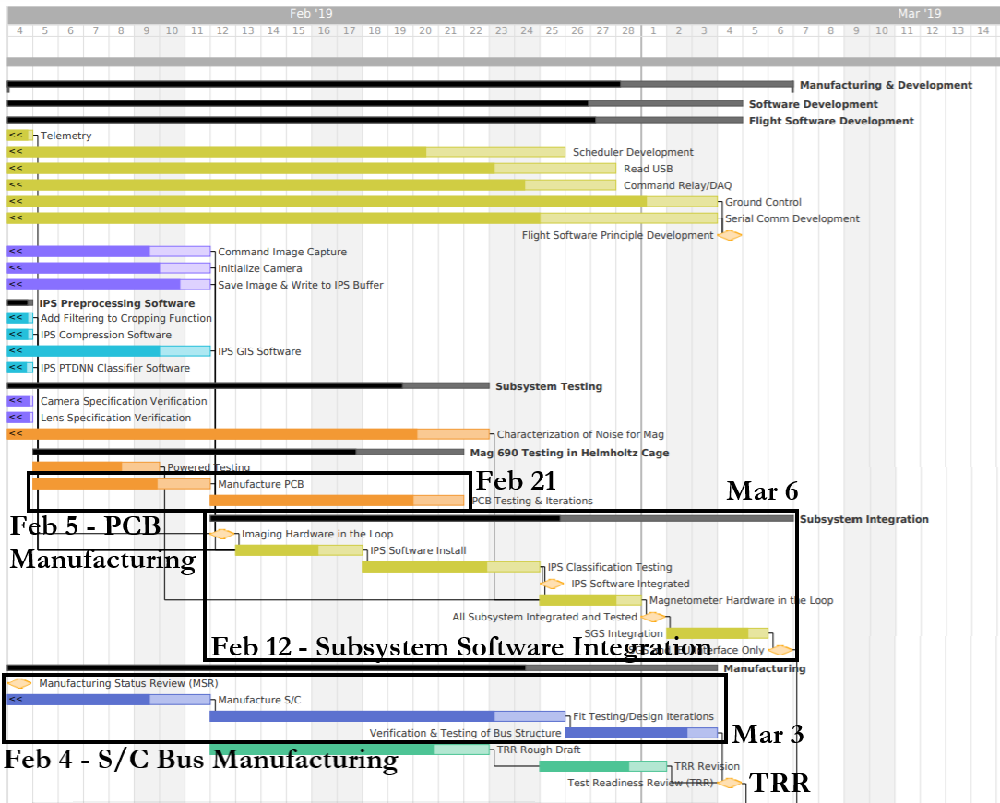 Feb '19 Mar '19
4 5 6 7 8 9 10 11 12 13 14 15 16 17 18 19 20 21 22 23 24 25 26 27 28 1 2 3 4 5 6 7 8 9 10 11 12 13 14
Manufacturing & Development
Software Development
Flight Software Development
<< Telemetry
<< Scheduler Development
<< Read USB
<< Command Relay/DAQ
<< Ground Control
<< Serial Comm Development
Flight Software Principle Development
<< Command Image Capture
<< Initialize Camera
<< Save Image & Write to IPS Buffer
IPS Preprocessing Software
<< Add Filtering to Cropping Function
<< IPS Compression Software
<< IPS GIS Software
<< IPS PTDNN Classifier Software
Subsystem Testing
<< Camera Specification Verification
<< Lens Specification Verification
<< Characterization of Noise for Mag
Mag 690 Testing in Helmholtz Cage
Powered Testing
Manufacture PCB
Feb 21
Mar 6
PCB Testing & Iterations
Subsystem Integration
Feb 5 - PCB
Manufacturing
Imaging Hardware in the Loop
IPS Software Install
IPS Classification Testing
IPS Software Integrated
Magnetometer Hardware in the Loop
All Subsystem Integrated and Tested
SGS Integration
Feb 12 - Subsystem Software Integration
Interface Only
Manufacturing
Manufacturing Status Review (MSR)
<< Manufacture S/C
Fit Testing/Design Iterations
Verification & Testing of Bus Structure
Mar 3
Feb 4 - S/C Bus Manufacturing
TRR Rough Draft
TRR Revision
Test Readiness Review (TRR)
TRR